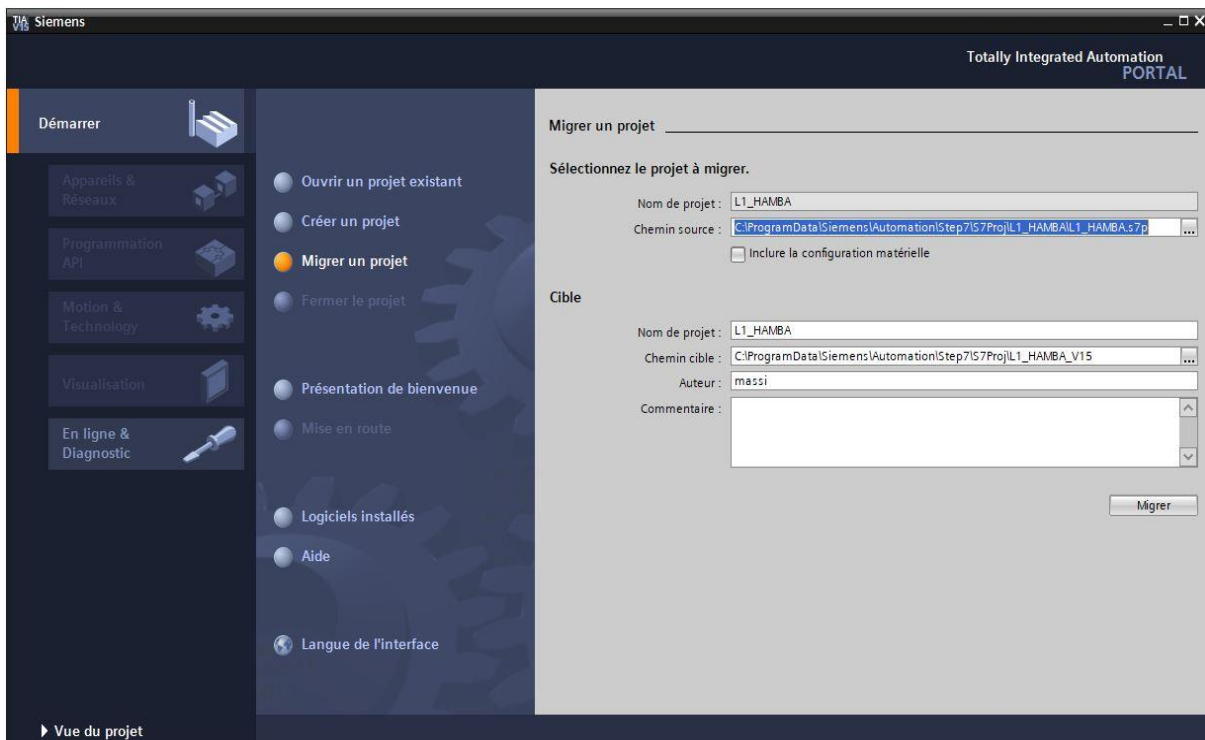 TIA V15 Siemens
Totally Integrated Automation
PORTAL
Démarrer
Appareils &
Réseaux
Programmation
API
Motion &
Technology
Visualisation
En ligne &
Diagnostic
Vue du projet
Ouvrir un projet existant
Créer un projet
Migrer un projet
Fermer le projet
Présentation de bienvenue
Mise en route
Logiciels installés
Aide
Langue de l'interface
Migrer un projet
Sélectionnez le projet à migrer.
Nom de projet : L1_HAMBA
Chemin source : C:\ProgramData\Siemens\Automation\Step7\S7Proj\L1_HAMBA\L1_HAMBA.s7p ...
Inclure la configuration matérielle
Cible
Nom de projet : L1_HAMBA
Chemin cible : C:\ProgramData\Siemens\Automation\Step7\S7Proj\L1_HAMBA_V15 ...
Auteur : massi
Commentaire :
Migrer